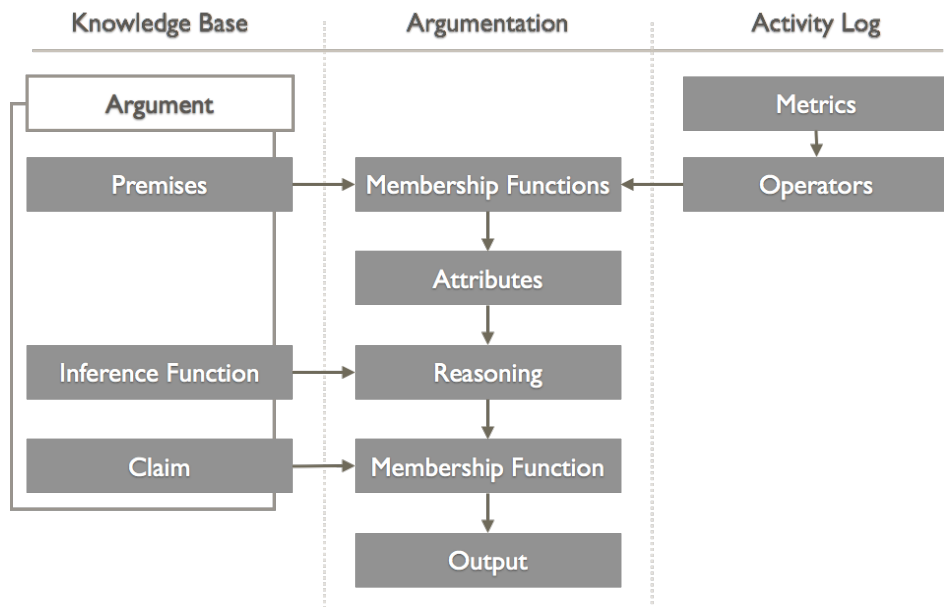 Knowledge Base
Argumentation
Activity Log
Argument
Metrics
Premises
Membership Functions
Operators
Attributes
Inference Function
Reasoning
Claim
Membership Function
Output